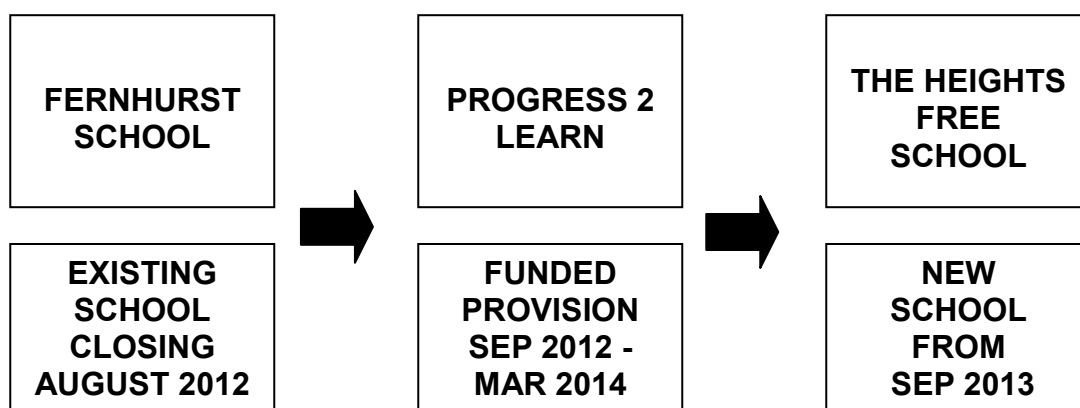 FERNHURST
SCHOOL
PROGRESS 2
LEARN
THE HEIGHTS
FREE
SCHOOL
EXISTING
SCHOOL
CLOSING
AUGUST 2012
FUNDED
PROVISION
SEP 2012 -
MAR 2014
NEW
SCHOOL
FROM
SEP 2013